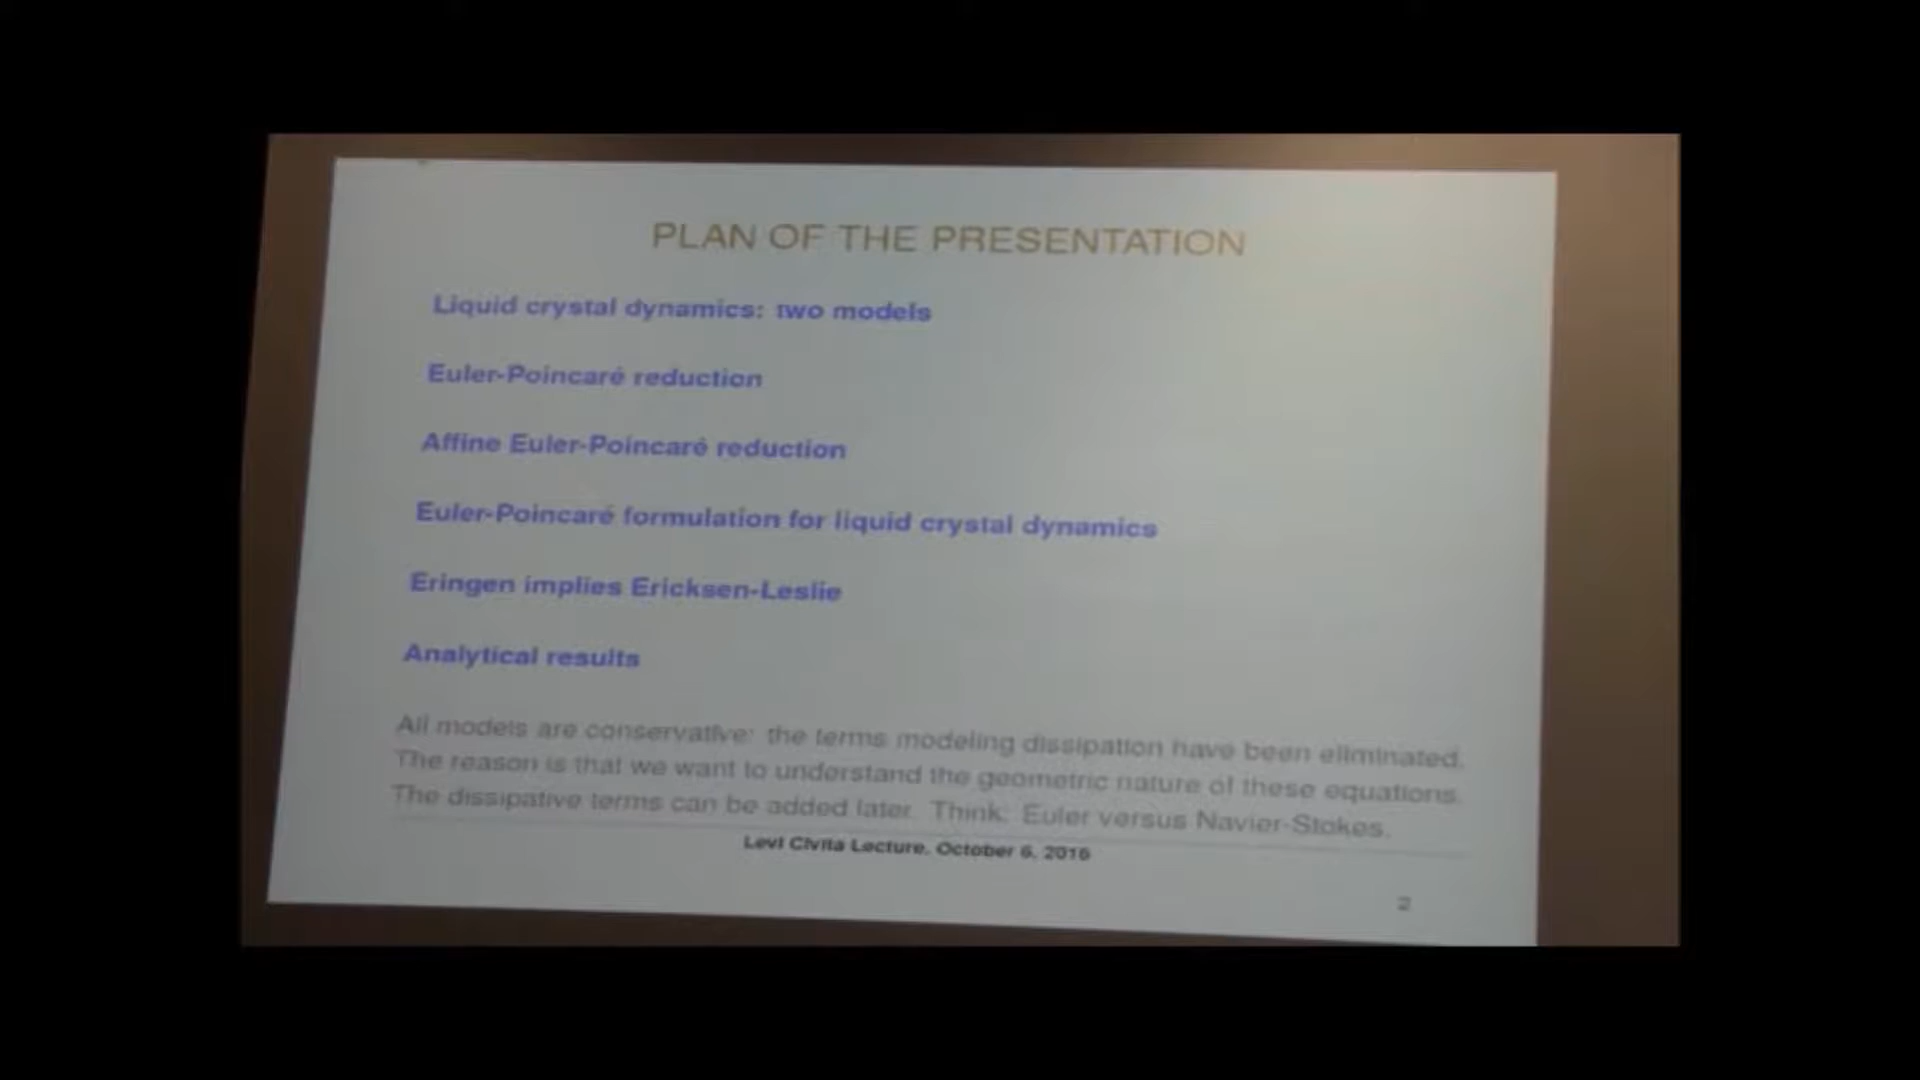 PLAN OF THE PRESENTATION
Liquid crystal dynamics: two models
Euler-Poincaré reduction
Affine Euler-Poincaré reduction
Euler-Poincaré formulation for liquid crystal dynamics
Eringen implies Ericksen-Leslie
Analytical results
All models are conservative: the terms modeling dissipation have been eliminated.
The reason is that we want to understand the geometric nature of these equations.
The dissipative terms can be added later. Think: Euler versus Navier-Stokes.
Levi Civita Lecture, October 6, 2016
2